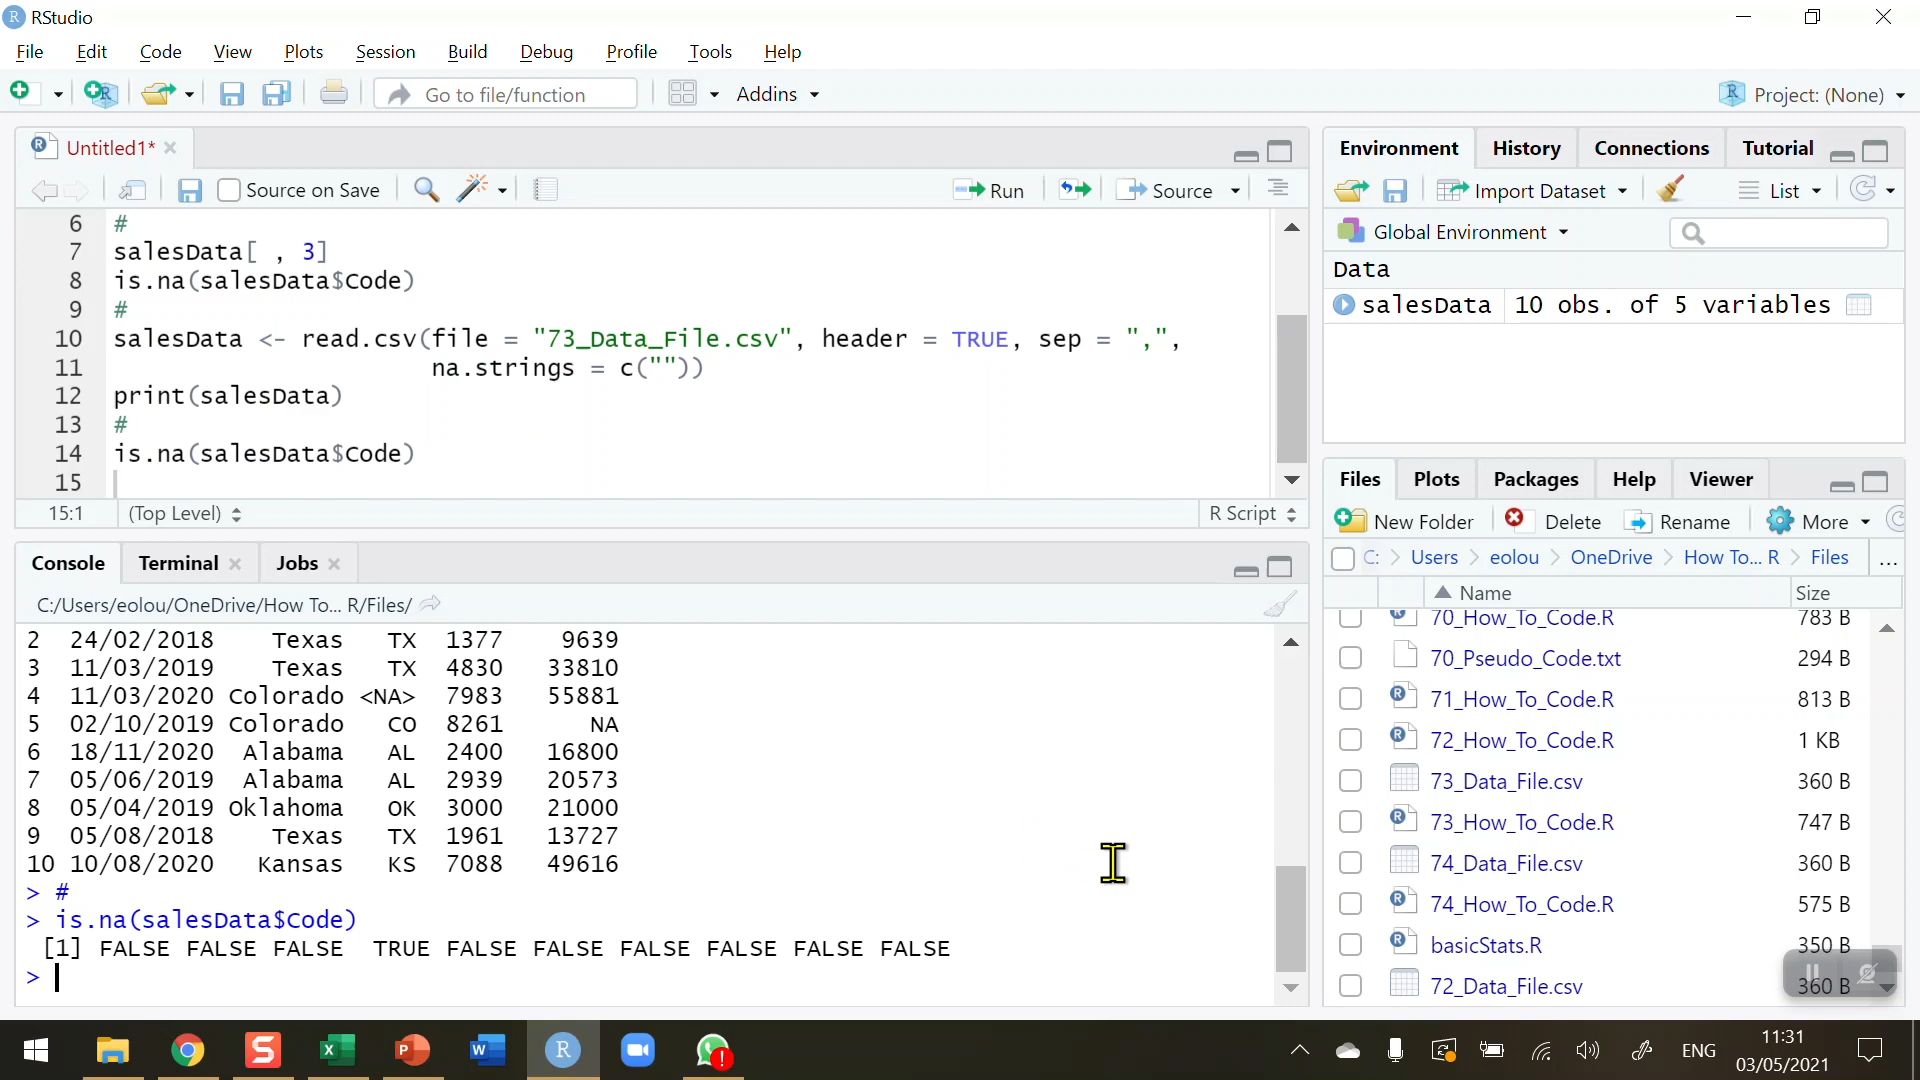 RStudio
File Edit Code View Plots Session Build Debug Profile Tools Help
Go to file/function Addins Project: (None)
Untitled1*
Source on Save Run Source
6 #
7 salesData[ , 3]
8 is.na(salesData$Code)
9 #
10 salesData <- read.csv(file = "73_Data_File.csv", header = TRUE, sep = ",",
11 na.strings = c(""))
12 print(salesData)
13 #
14 is.na(salesData$Code)
15
15:1 (Top Level) R Script
Console Terminal Jobs
C:/Users/eolou/OneDrive/How To... R/Files/
2 24/02/2018 Texas TX 1377 9639
3 11/03/2019 Texas TX 4830 33810
4 11/03/2020 Colorado <NA> 7983 55881
5 02/10/2019 Colorado CO 8261 NA
6 18/11/2020 Alabama AL 2400 16800
7 05/06/2019 Alabama AL 2939 20573
8 05/04/2019 Oklahoma OK 3000 21000
9 05/08/2018 Texas TX 1961 13727
10 10/08/2020 Kansas KS 7088 49616
> #
> is.na(salesData$Code)
[1] FALSE FALSE FALSE TRUE FALSE FALSE FALSE FALSE FALSE FALSE
>
Environment History Connections Tutorial
Import Dataset List
Global Environment
Data
salesData 10 obs. of 5 variables
Files Plots Packages Help Viewer
New Folder Delete Rename More
C: Users eolou OneDrive How To... R Files ...
Name Size
70_How_To_Code.R 783 B
70_Pseudo_Code.txt 294 B
71_How_To_Code.R 813 B
72_How_To_Code.R 1 KB
73_Data_File.csv 360 B
73_How_To_Code.R 747 B
74_Data_File.csv 360 B
74_How_To_Code.R 575 B
basicStats.R 350 B
72_Data_File.csv 360 B
ENG 11:31
03/05/2021